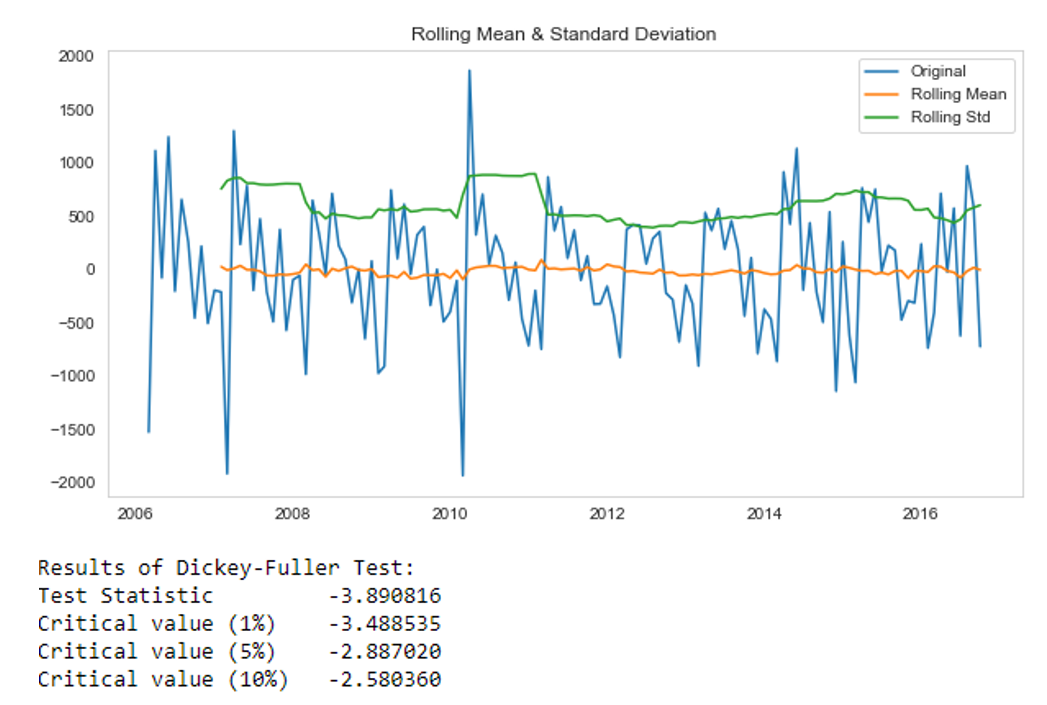 Rolling Mean & Standard Deviation
2000
1500
1000
500
0
−500
−1000
−1500
−2000
Original
Rolling Mean
Rolling Std
2006 2008 2010 2012 2014 2016
Results of Dickey-Fuller Test:
Test Statistic -3.890816
Critical value (1%) -3.488535
Critical value (5%) -2.887020
Critical value (10%) -2.580360